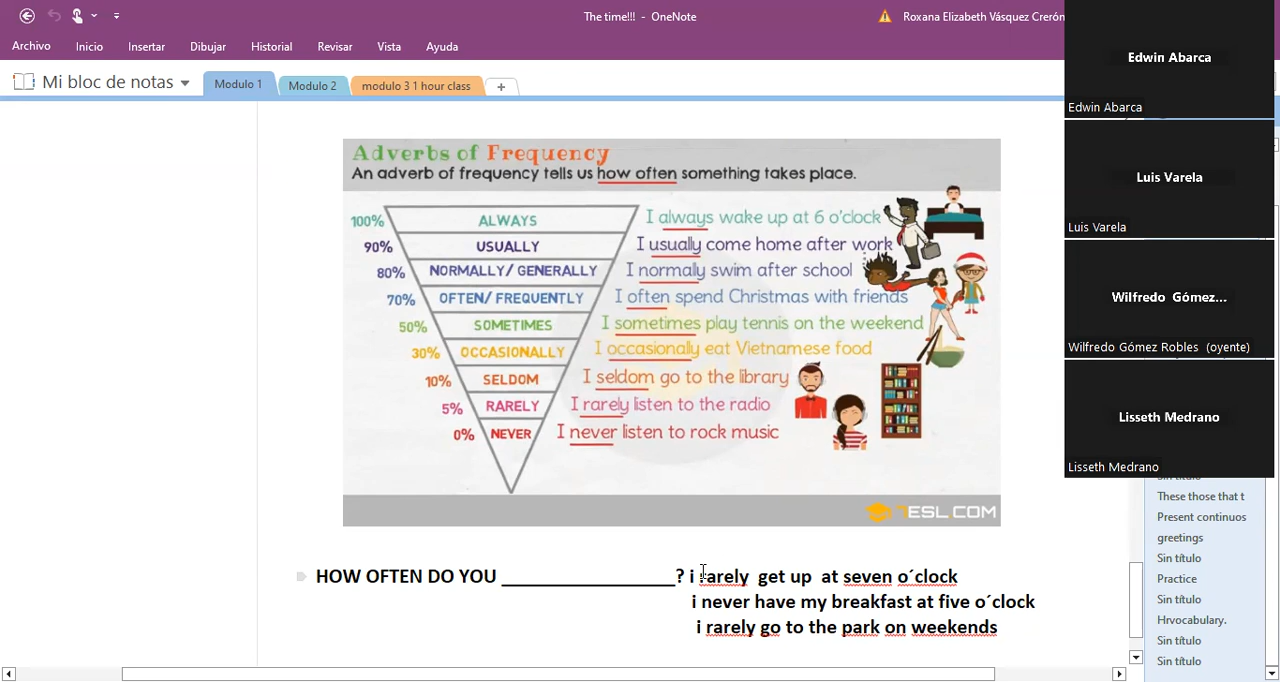 The time!!! - OneNote
Roxana Elizabeth Vásquez Crerón
Archivo Inicio Insertar Dibujar Historial Revisar Vista Ayuda
Mi bloc de notas Modulo 1 Modulo 2 modulo 3 1 hour class +
Adverbs of Frequency
An adverb of frequency tells us how often something takes place.
100% ALWAYS I always wake up at 6 o'clock
90% USUALLY I usually come home after work
80% NORMALLY/ GENERALLY I normally swim after school
70% OFTEN/ FREQUENTLY I often spend Christmas with friends
50% SOMETIMES I sometimes play tennis on the weekend
30% OCCASIONALLY I occasionally eat Vietnamese food
10% SELDOM I seldom go to the library
5% RARELY I rarely listen to the radio
0% NEVER I never listen to rock music
7ESL.COM
HOW OFTEN DO YOU _________________? i rarely get up at seven o´clock
i never have my breakfast at five o´clock
i rarely go to the park on weekends
Edwin Abarca
Edwin Abarca
Luis Varela
Luis Varela
Wilfredo Gómez...
Wilfredo Gómez Robles (oyente)
Lisseth Medrano
Lisseth Medrano
Sin título
These those that t
Present continuos
greetings
Sin título
Practice
Sin título
Hrvocabulary.
Sin título
Sin título